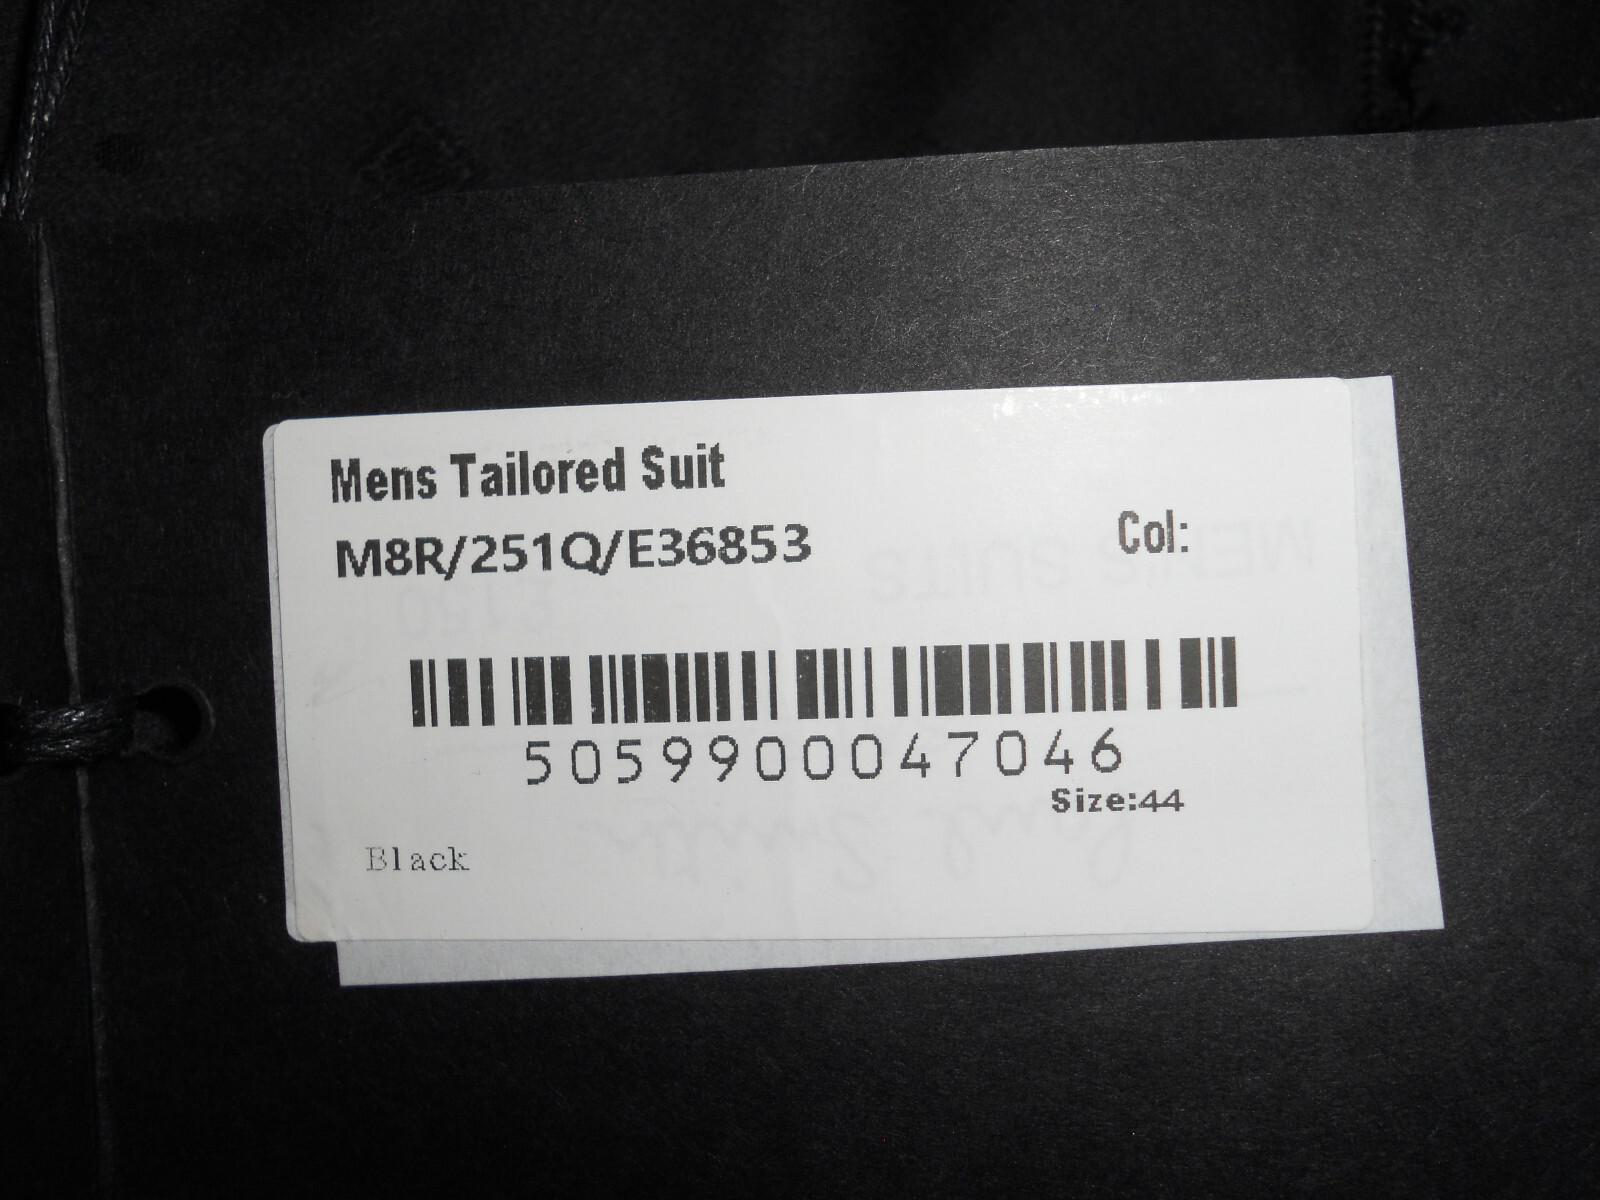 Mens Tailored Suit
M8R/251Q/E36853
Col:
5059900047046
Size:44
Black